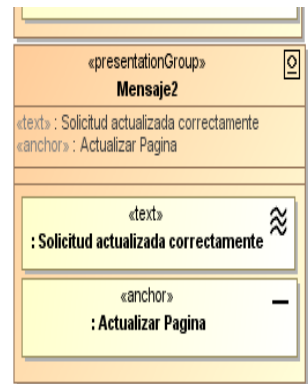 «presentationGroup»
Mensaje2
«text» : Solicitud actualizada correctamente
«anchor» : Actualizar Pagina
«text»
: Solicitud actualizada correctamente
«anchor»
: Actualizar Pagina